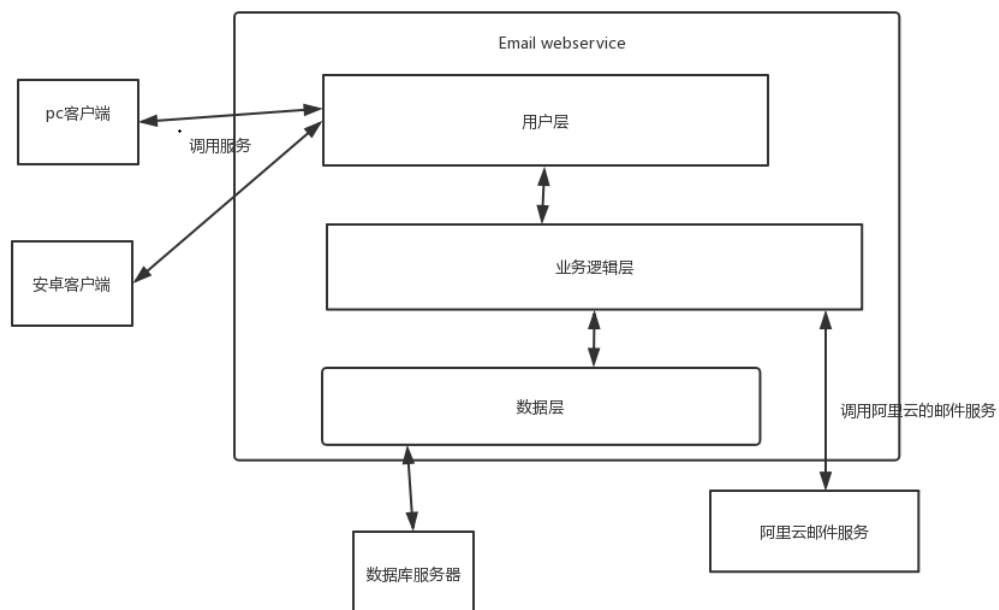 Email webservice
pc客户端
用户层
调用服务
业务逻辑层
安卓客户端
数据层
调用阿里云的邮件服务
阿里云邮件服务
数据库服务器